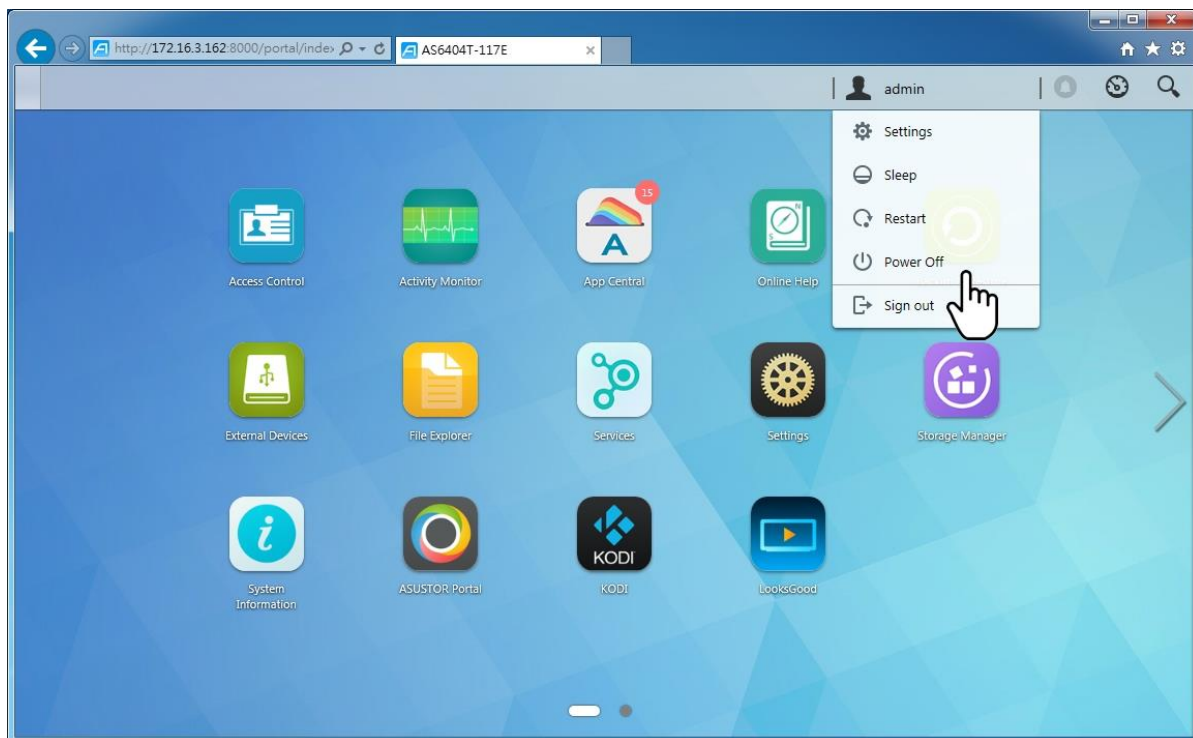 http://172.16.3.162:8000/portal/index
AS6404T-117E
admin
Settings
Sleep
Restart
Power Off
Sign out
15
A
N
S
Access Control
Activity Monitor
App Central
Online Help
External Devices
File Explorer
Services
Settings
Storage Manager
i
KODI
System
Information
ASUSTOR Portal
KODI
LooksGood